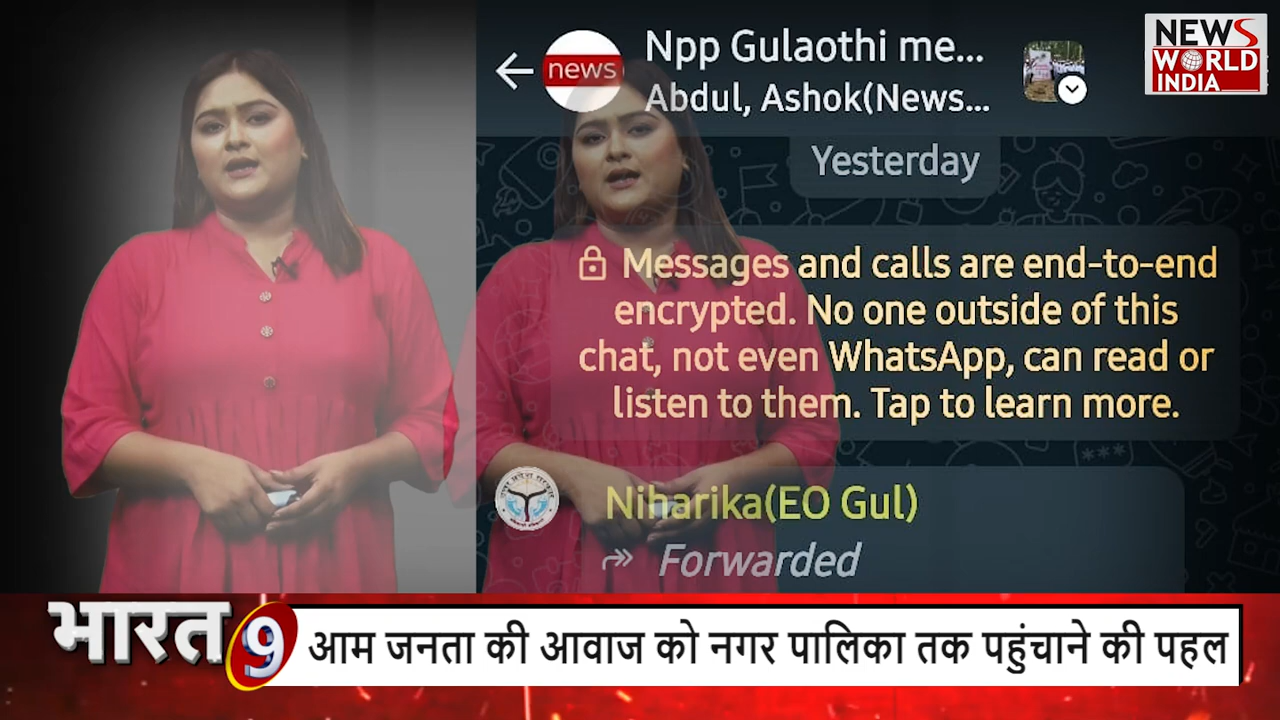 Npp Gulaothi me...
Abdul, Ashok(News...
news
NEWS
WORLD
INDIA
Yesterday
Messages and calls are end-to-end
encrypted. No one outside of this
chat, not even WhatsApp, can read or
listen to them. Tap to learn more.
Niharika(EO Gul)
Forwarded
भारत 9
आम जनता की आवाज को नगर पालिका तक पहुंचाने की पहल